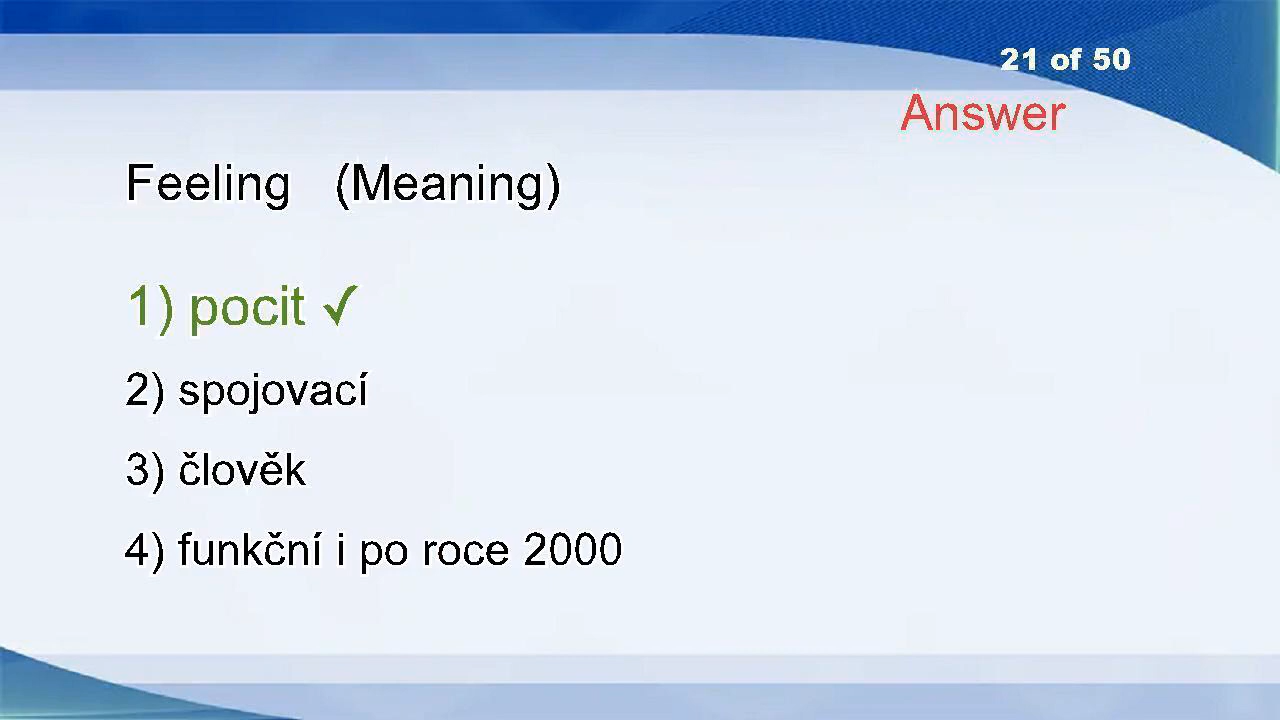 21 of 50
Answer
Feeling (Meaning)
1) pocit ✓
2) spojovací
3) člověk
4) funkční i po roce 2000